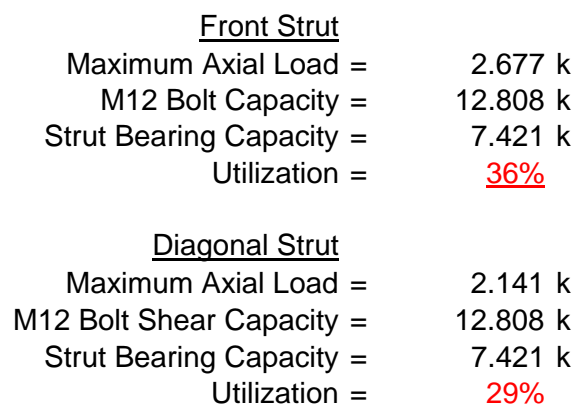 Front Strut
Maximum Axial Load = 2.677 k
M12 Bolt Capacity = 12.808 k
Strut Bearing Capacity = 7.421 k
Utilization = 36%
Diagonal Strut
Maximum Axial Load = 2.141 k
M12 Bolt Shear Capacity = 12.808 k
Strut Bearing Capacity = 7.421 k
Utilization = 29%